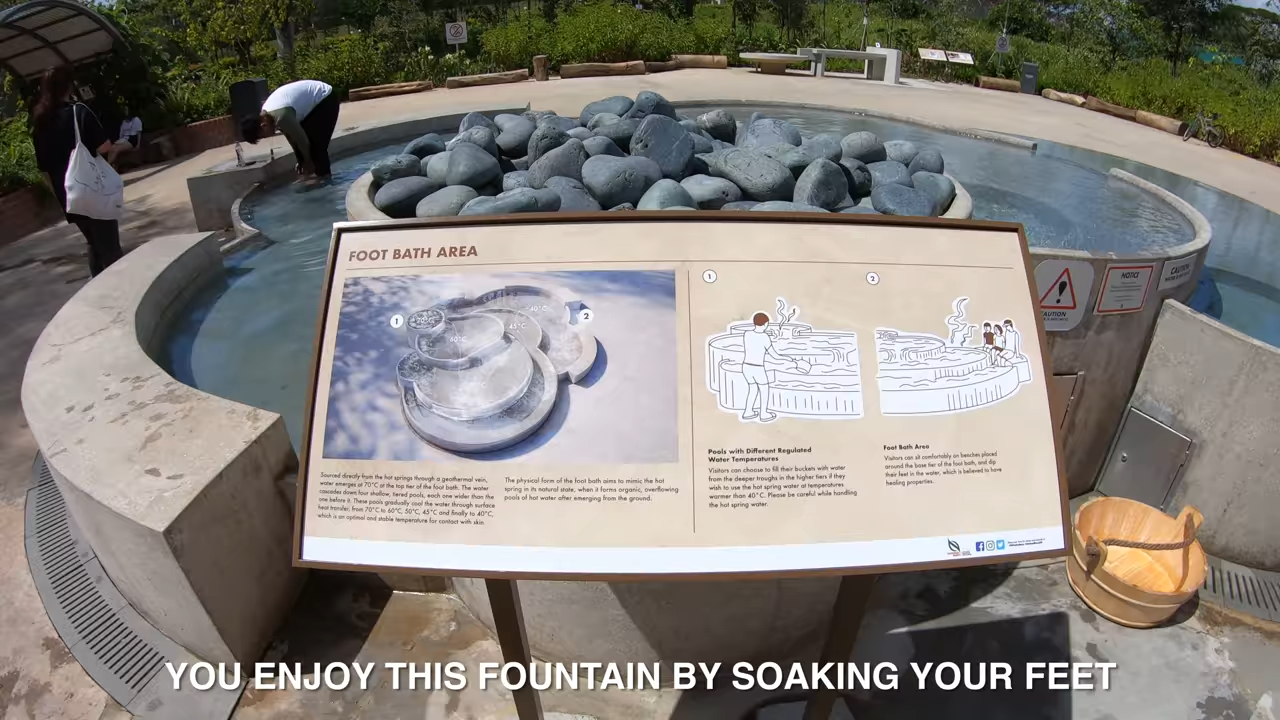 FOOT BATH AREA
1
2
70°C
60°C
45°C
40°C
1
2
Sourced directly from the hot springs through a geothermal vein,
water emerges at 70°C at the top tier of the foot bath. The water
cascades down four shallow, tiered pools, each one wider than the
one before it. These pools gradually cool the water through surface
heat transfer, from 70°C to 60°C, 50°C, 45°C and finally to 40°C,
which is an optimal and stable temperature for contact with skin.
The physical form of the foot bath aims to mimic the hot
spring in its natural state, when it forms organic, overflowing
pools of hot water after emerging from the ground.
Pools with Different Regulated
Water Temperatures
Visitors can choose to fill their buckets with water
from the deeper troughs in the higher tiers if they
wish to use the hot spring water at temperatures
warmer than 40°C. Please be careful while handling
the hot spring water.
Foot Bath Area
Visitors can sit comfortably on benches placed
around the base tier of the foot bath, and dip
their feet in the water, which is believed to have
healing properties.
CAUTION
NOTICE
CAUTION
YOU ENJOY THIS FOUNTAIN BY SOAKING YOUR FEET